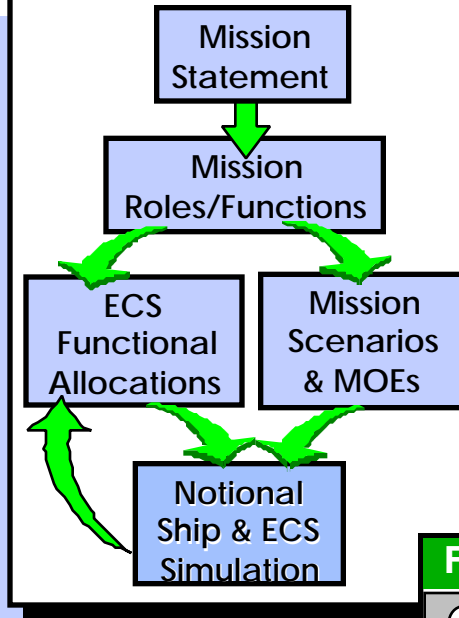 Mission
Statement
Mission
Roles/Functions
ECS
Functional
Allocations
Mission
Scenarios
& MOEs
Notional
Ship & ECS
Simulation
F